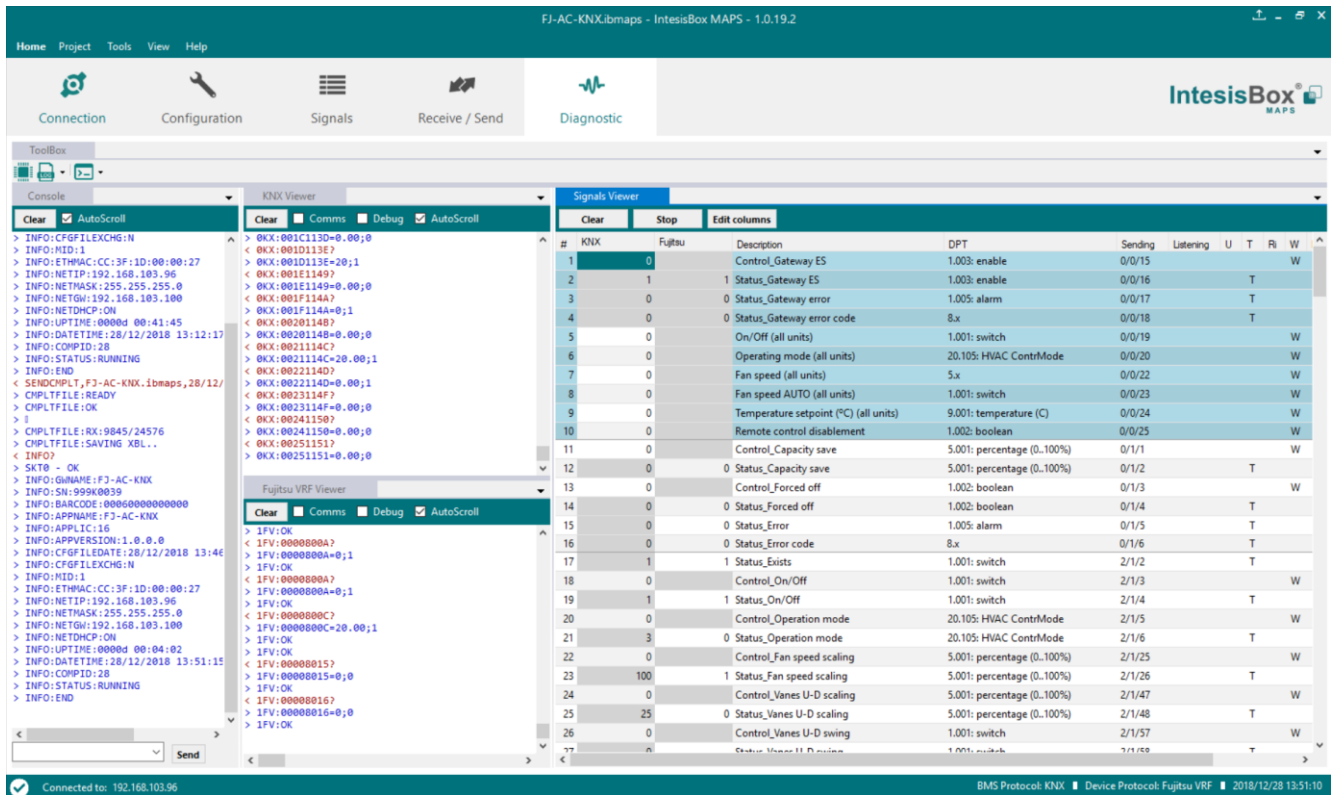 FJ-AC-KNX.ibmaps - IntesisBox MAPS - 1.0.19.2
Home Project Tools View Help
Connection Configuration Signals Receive / Send Diagnostic
IntesisBox®
MAPS
ToolBox
LOG
Console
Clear AutoScroll
> INFO:CFGFILEXCHG:N
> INFO:MID:1
> INFO:ETHMAC:CC:3F:1D:00:00:27
> INFO:NETIP:192.168.103.96
> INFO:NETMASK:255.255.255.0
> INFO:NETGW:192.168.103.100
> INFO:NETDHCP:ON
> INFO:UPTIME:0000d 00:41:45
> INFO:DATETIME:28/12/2018 13:12:17
> INFO:COMPID:28
> INFO:STATUS:RUNNING
> INFO:END
< SENDCMPLT,FJ-AC-KNX.ibmaps,28/12/
> CMPLTFILE:READY
> CMPLTFILE:OK
>
> CMPLTFILE:RX:9845/24576
> CMPLTFILE:SAVING XBL..
< INFO?
> SKT0 - OK
> INFO:GWNAME:FJ-AC-KNX
> INFO:SN:999K0039
> INFO:BARCODE:00060000000000
> INFO:APPNAME:FJ-AC-KNX
> INFO:APPLIC:16
> INFO:APPVERSION:1.0.0.0
> INFO:CFGFILEDATE:28/12/2018 13:46
> INFO:CFGFILEXCHG:N
> INFO:MID:1
> INFO:ETHMAC:CC:3F:1D:00:00:27
> INFO:NETIP:192.168.103.96
> INFO:NETMASK:255.255.255.0
> INFO:NETGW:192.168.103.100
> INFO:NETDHCP:ON
> INFO:UPTIME:0000d 00:04:02
> INFO:DATETIME:28/12/2018 13:51:15
> INFO:COMPID:28
> INFO:STATUS:RUNNING
> INFO:END
Send
KNX Viewer
Clear Comms Debug AutoScroll
> 0KX:001C113D=0.00;0
< 0KX:001D113E?
> 0KX:001D113E=20;1
< 0KX:001E1149?
> 0KX:001E1149=0.00;0
< 0KX:001F114A?
> 0KX:001F114A=0;1
< 0KX:0020114B?
> 0KX:0020114B=0.00;0
< 0KX:0021114C?
> 0KX:0021114C=20.00;1
< 0KX:0022114D?
> 0KX:0022114D=0.00;1
< 0KX:0023114F?
> 0KX:0023114F=0.00;0
< 0KX:00241150?
> 0KX:00241150=0.00;0
< 0KX:00251151?
> 0KX:00251151=0.00;0
Fujitsu VRF Viewer
Clear Comms Debug AutoScroll
> 1FV:OK
< 1FV:0000800A?
> 1FV:0000800A=0;1
> 1FV:OK
< 1FV:0000800A?
> 1FV:0000800A=0;1
> 1FV:OK
< 1FV:0000800C?
> 1FV:0000800C=20.00;1
> 1FV:OK
> 1FV:OK
< 1FV:00008015?
> 1FV:00008015=0;0
> 1FV:OK
< 1FV:00008016?
> 1FV:00008016=0;0
> 1FV:OK
Signals Viewer
Clear Stop Edit columns
# KNX Fujitsu Description DPT Sending Listening U T Ri W
1 0 Control_Gateway ES 1.003: enable 0/0/15 W
2 1 1 Status_Gateway ES 1.003: enable 0/0/16 T
3 0 0 Status_Gateway error 1.005: alarm 0/0/17 T
4 0 0 Status_Gateway error code 8.x 0/0/18 T
5 0 On/Off (all units) 1.001: switch 0/0/19 W
6 0 Operating mode (all units) 20.105: HVAC ContrMode 0/0/20 W
7 0 Fan speed (all units) 5.x 0/0/22 W
8 0 Fan speed AUTO (all units) 1.001: switch 0/0/23 W
9 0 Temperature setpoint (ºC) (all units) 9.001: temperature (C) 0/0/24 W
10 0 Remote control disablement 1.002: boolean 0/0/25 W
11 0 Control_Capacity save 5.001: percentage (0..100%) 0/1/1 W
12 0 0 Status_Capacity save 5.001: percentage (0..100%) 0/1/2 T
13 0 Control_Forced off 1.002: boolean 0/1/3 W
14 0 0 Status_Forced off 1.002: boolean 0/1/4 T
15 0 0 Status_Error 1.005: alarm 0/1/5 T
16 0 0 Status_Error code 8.x 0/1/6 T
17 1 1 Status_Exists 1.001: switch 2/1/2 T
18 0 Control_On/Off 1.001: switch 2/1/3 W
19 1 1 Status_On/Off 1.001: switch 2/1/4 T
20 0 Control_Operation mode 20.105: HVAC ContrMode 2/1/5 W
21 3 0 Status_Operation mode 20.105: HVAC ContrMode 2/1/6 T
22 0 Control_Fan speed scaling 5.001: percentage (0..100%) 2/1/25 W
23 100 1 Status_Fan speed scaling 5.001: percentage (0..100%) 2/1/26 T
24 0 Control_Vanes U-D scaling 5.001: percentage (0..100%) 2/1/47 W
25 25 0 Status_Vanes U-D scaling 5.001: percentage (0..100%) 2/1/48 T
26 0 Control_Vanes U-D swing 1.001: switch 2/1/57 W
27 0 0 Status_Vanes U-D swing 1.001: switch 2/1/58 T
Connected to: 192.168.103.96
BMS Protocol: KNX Device Protocol: Fujitsu VRF 2018/12/28 13:51:10